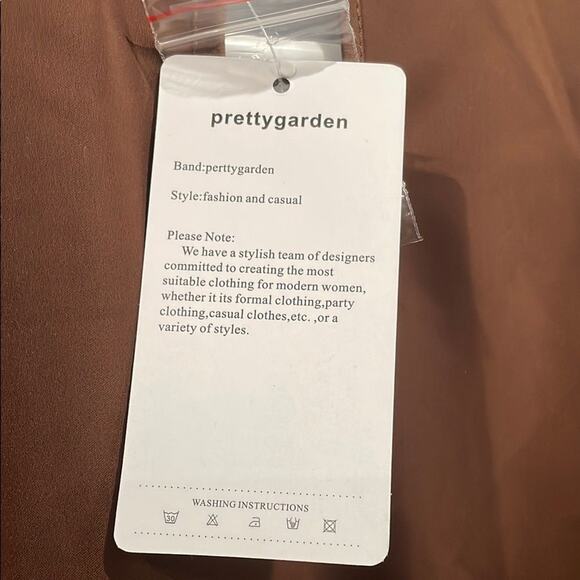 prettygarden
Band:perttygarden
Style:fashion and casual
Please Note:
We have a stylish team of designers
committed to creating the most
suitable clothing for modern women,
whether it its formal clothing,party
clothing,casual clothes,etc. ,or a
variety of styles.
WASHING INSTRUCTIONS
30